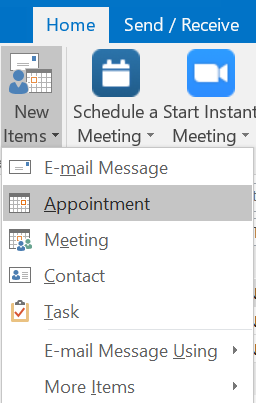 Home Send / Receive
New Schedule a Start Instant
Items Meeting Meeting
E-mail Message
Appointment
Meeting
Contact
Task
E-mail Message Using
More Items